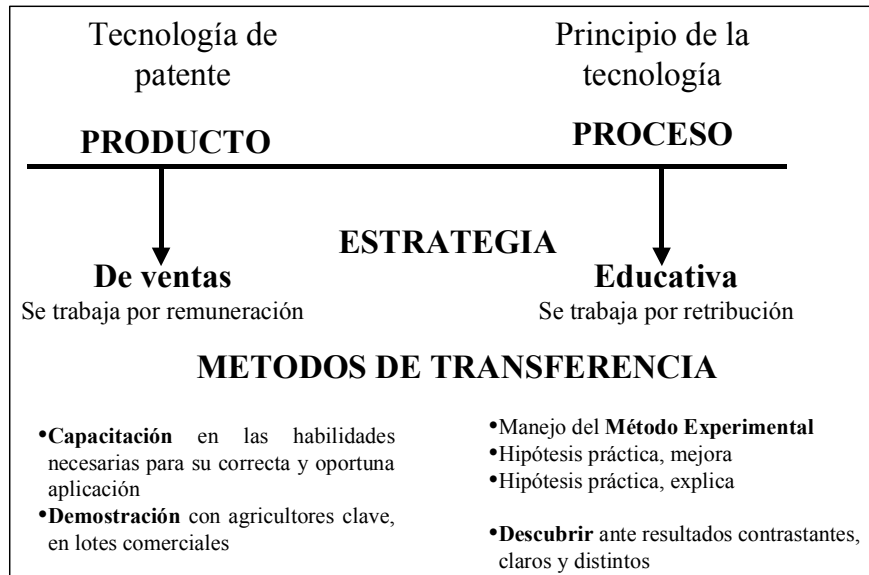 Tecnología de
patente
Principio de la
tecnología
PRODUCTO
PROCESO
ESTRATEGIA
De ventas
Se trabaja por remuneración
Educativa
Se trabaja por retribución
METODOS DE TRANSFERENCIA
•Capacitación en las habilidades
necesarias para su correcta y oportuna
aplicación
•Demostración con agricultores clave,
en lotes comerciales
•Manejo del Método Experimental
•Hipótesis práctica, mejora
•Hipótesis práctica, explica
•Descubrir ante resultados contrastantes,
claros y distintos